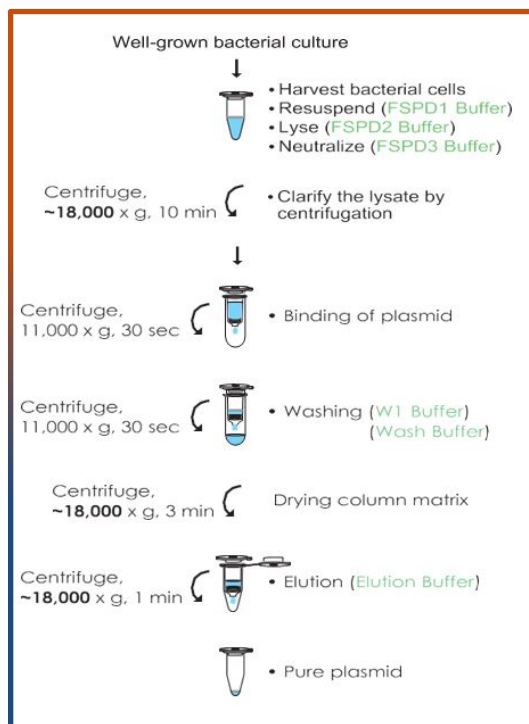 Well-grown bacterial culture
• Harvest bacterial cells
• Resuspend (FSPD1 Buffer)
• Lyse (FSPD2 Buffer)
• Neutralize (FSPD3 Buffer)
Centrifuge,
~18,000 x g, 10 min
• Clarify the lysate by
centrifugation
Centrifuge,
11,000 x g, 30 sec
• Binding of plasmid
Centrifuge,
11,000 x g, 30 sec
• Washing (W1 Buffer)
(Wash Buffer)
Centrifuge,
~18,000 x g, 3 min
Drying column matrix
Centrifuge,
~18,000 x g, 1 min
• Elution (Elution Buffer)
• Pure plasmid